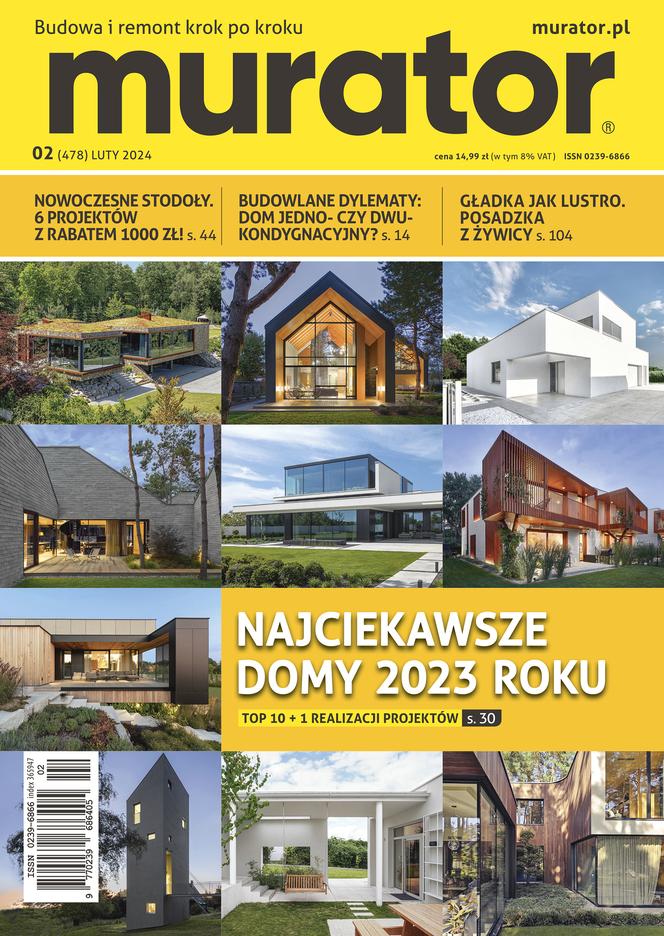 Budowa i remont krok po kroku
murator.pl
murator®
02 (478) LUTY 2024
cena 14,99 zł (w tym 8% VAT) ISSN 0239-6866
NOWOCZESNE STODOŁY.
6 PROJEKTÓW
Z RABATEM 1000 ZŁ! s. 44
BUDOWLANE DYLEMATY:
DOM JEDNO- CZY DWU-
KONDYGNACYJNY? s. 14
GŁADKA JAK LUSTRO.
POSADZKA
Z ŻYWICY s. 104
NAJCIEKAWSZE
DOMY 2023 ROKU
TOP 10 + 1 REALIZACJI PROJEKTÓW s. 30
ISSN 0239-6866 index 365947
02
9 770239 686405